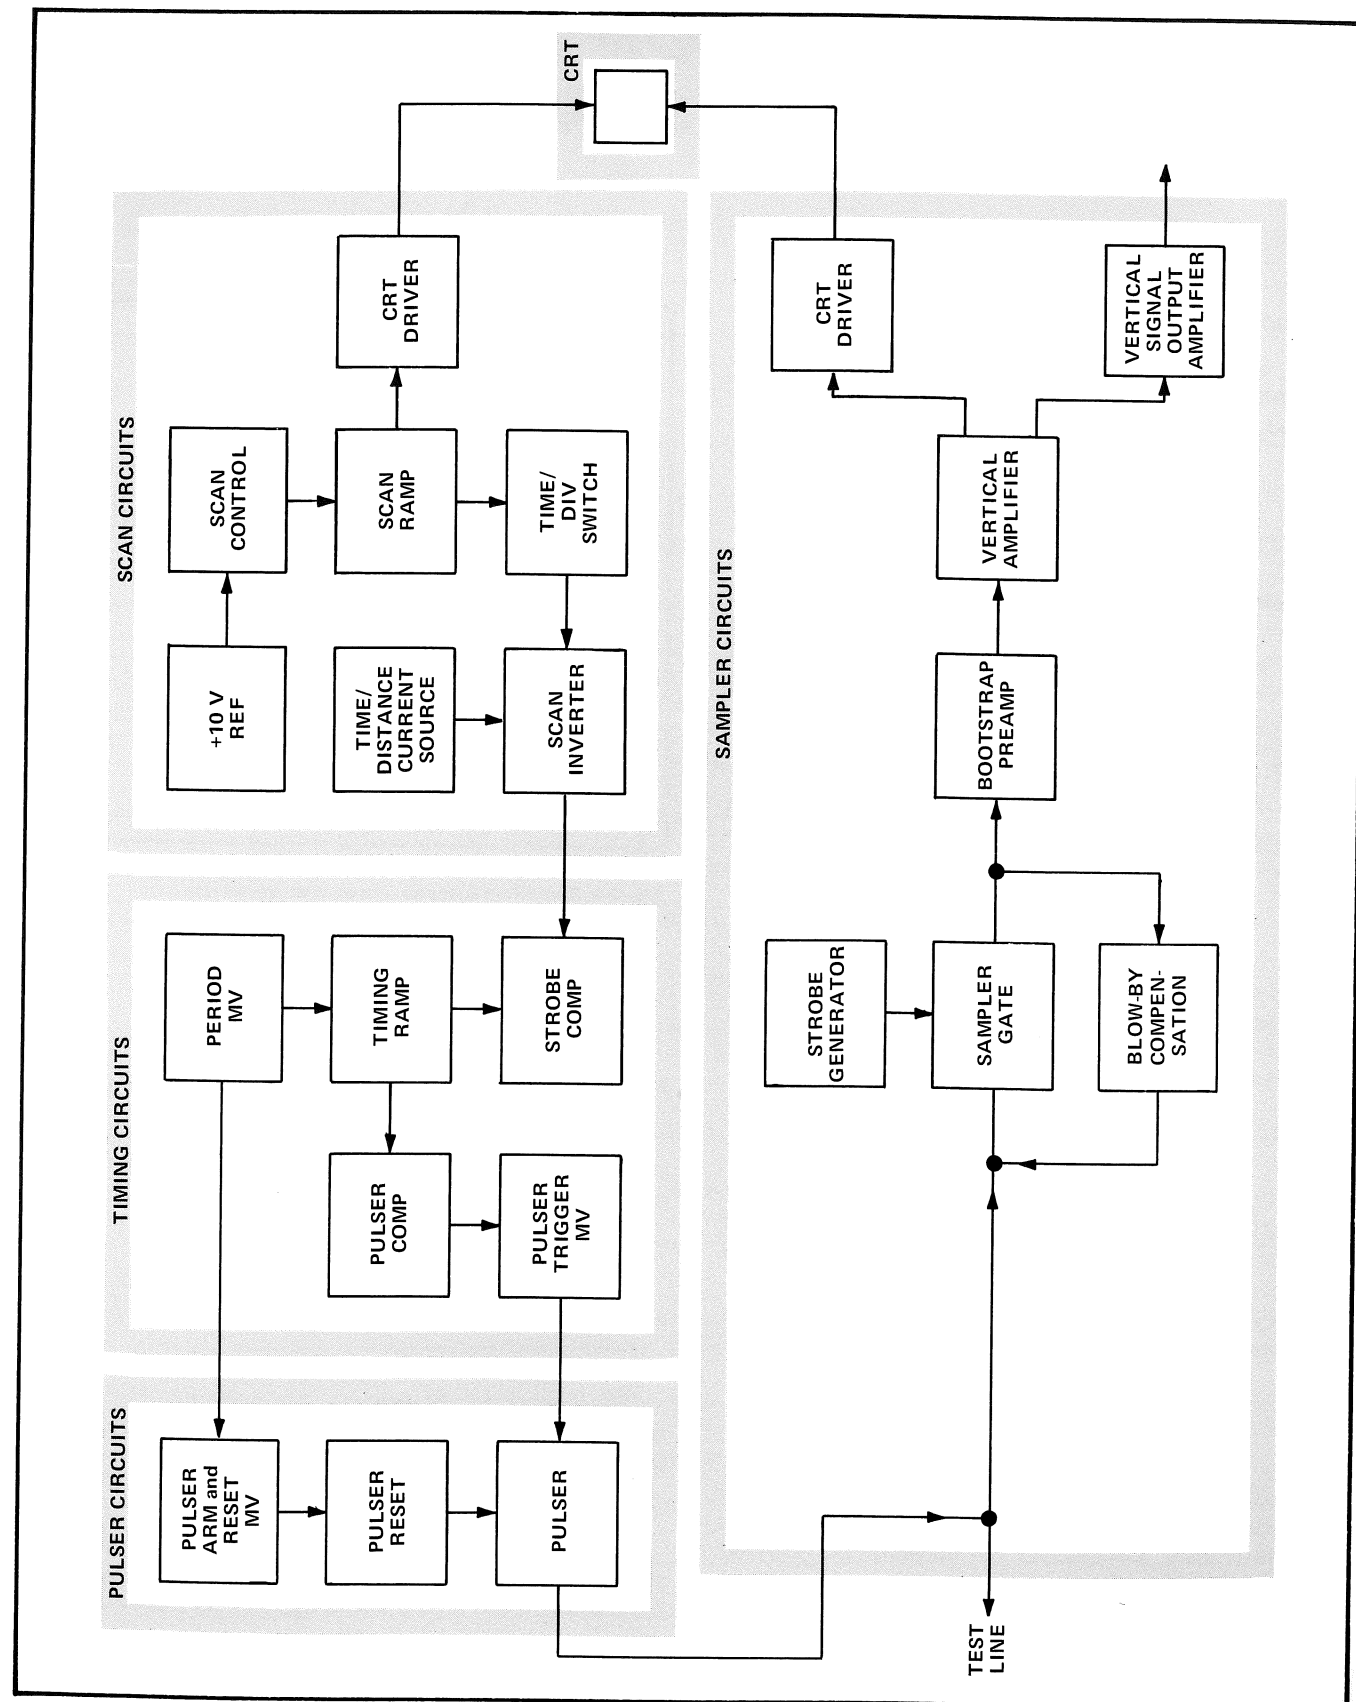 PULSER CIRCUITS
PULSER
ARM and
RESET
MV
PULSER
RESET
PULSER
TIMING CIRCUITS
PERIOD
MV
TIMING
RAMP
STROBE
COMP
PULSER
COMP
PULSER
TRIGGER
MV
SCAN CIRCUITS
+10 V
REF
SCAN
CONTROL
TIME/
DISTANCE
CURRENT
SOURCE
SCAN
RAMP
CRT
DRIVER
SCAN
INVERTER
TIME/
DIV
SWITCH
CRT
SAMPLER CIRCUITS
STROBE
GENERATOR
CRT
DRIVER
TEST
LINE
SAMPLER
GATE
BOOTSTRAP
PREAMP
VERTICAL
AMPLIFIER
BLOW-BY
COMPEN-
SATION
VERTICAL
SIGNAL
OUTPUT
AMPLIFIER